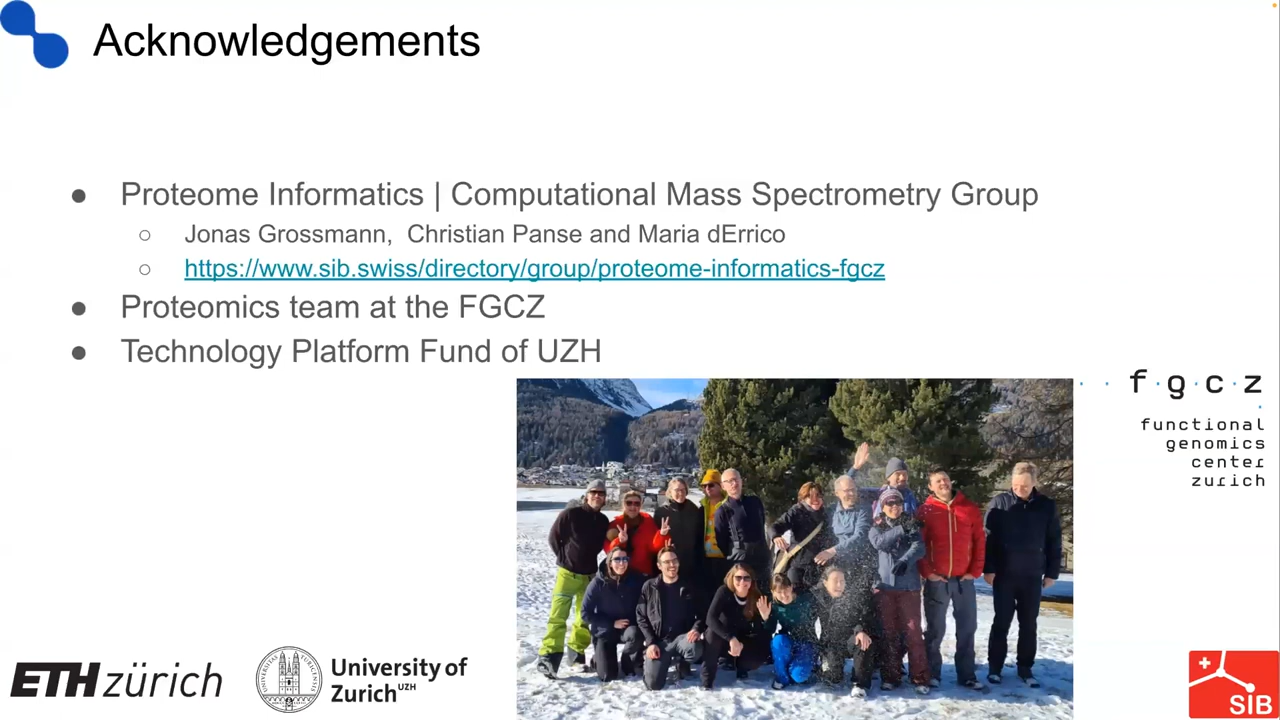 Acknowledgements
Proteome Informatics | Computational Mass Spectrometry Group
Jonas Grossmann, Christian Panse and Maria dErrico
https://www.sib.swiss/directory/group/proteome-informatics-fgcz
Proteomics team at the FGCZ
Technology Platform Fund of UZH
fgcz
functional
genomics
center
zurich
ETH zürich
University of
Zurich UZH
SIB